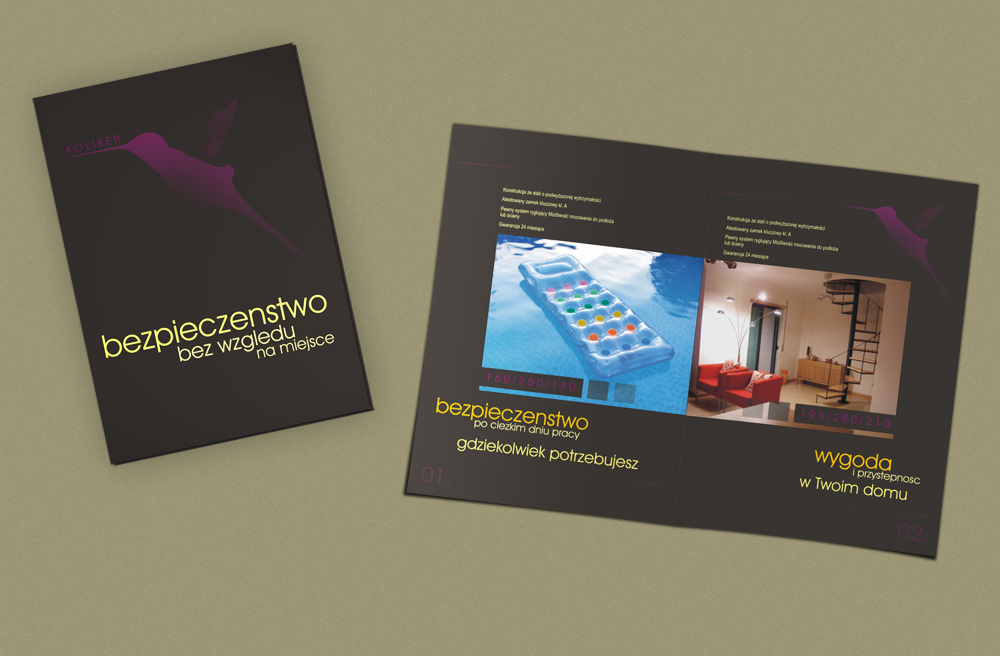 KOLIBER
bezpieczenstwo
bez wzgledu
na miejsce
Konstrukcja ze stali o podwyższonej wytrzymałości
Atestowany zamek kluczowy kl. A
Pewny system ryglujący Możliwość mocowania do podłoża
lub ściany
Gwarancja 24 miesiące
160/250/180
bezpieczenstwo
po ciezkim dniu pracy
gdziekolwiek potrzebujesz
01.
Konstrukcja ze stali o podwyższonej wytrzymałości
Atestowany zamek kluczowy kl. A
Pewny system ryglujący Możliwość mocowania do podłoża
lub ściany
Gwarancja 24 miesiące
195/250/210
wygoda
i przystepnosc
w Twoim domu
02.